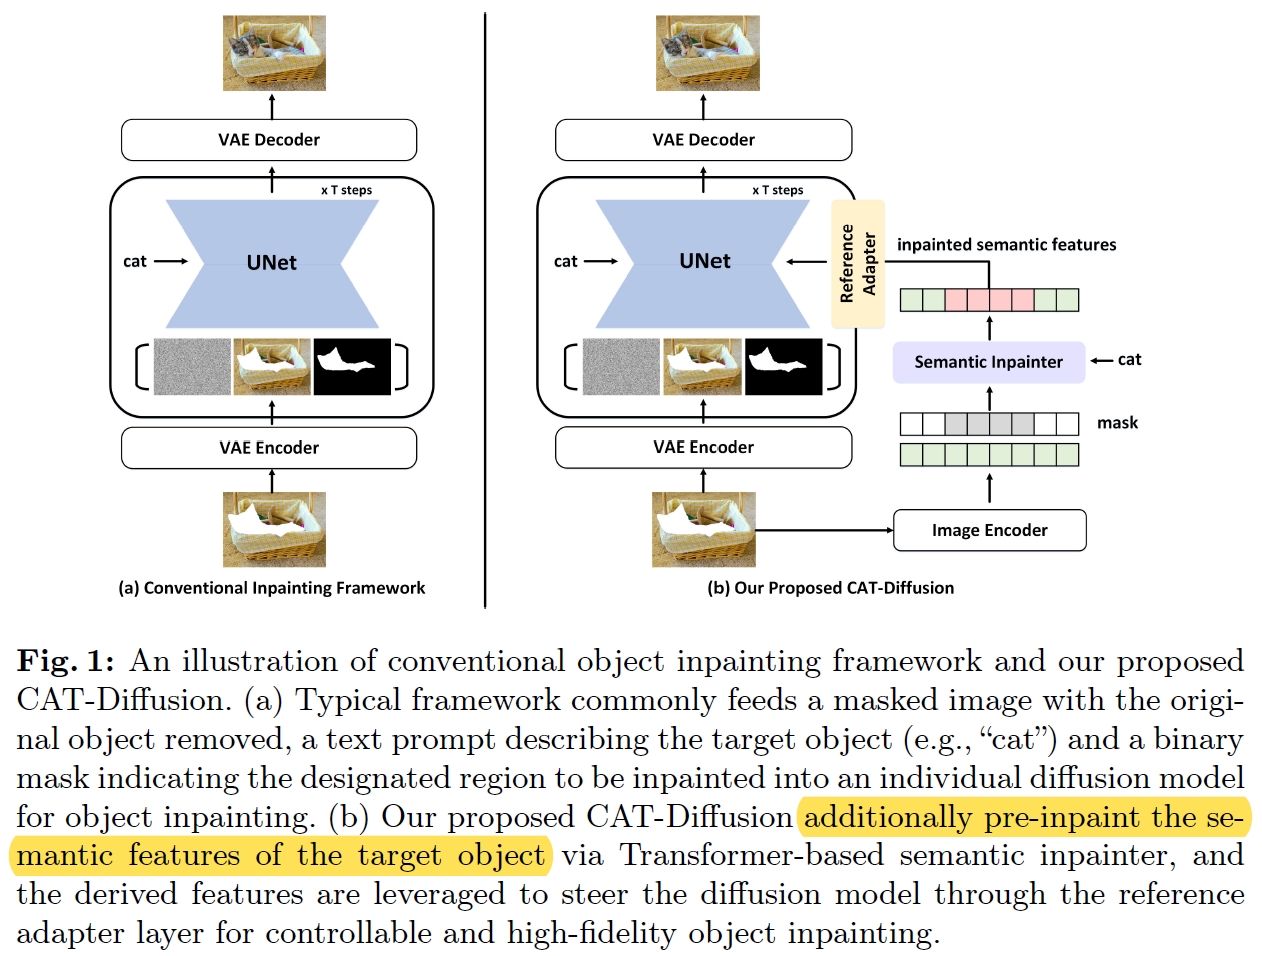 VAE Decoder
x T steps
cat
UNet
VAE Encoder
(a) Conventional Inpainting Framework
VAE Decoder
x T steps
cat
UNet
Reference
Adapter
inpainted semantic features
Semantic Inpainter
cat
mask
VAE Encoder
Image Encoder
(b) Our Proposed CAT-Diffusion
Fig. 1: An illustration of conventional object inpainting framework and our proposed
CAT-Diffusion. (a) Typical framework commonly feeds a masked image with the origi-
nal object removed, a text prompt describing the target object (e.g., “cat”) and a binary
mask indicating the designated region to be inpainted into an individual diffusion model
for object inpainting. (b) Our proposed CAT-Diffusion additionally pre-inpaint the se-
mantic features of the target object via Transformer-based semantic inpainter, and
the derived features are leveraged to steer the diffusion model through the reference
adapter layer for controllable and high-fidelity object inpainting.